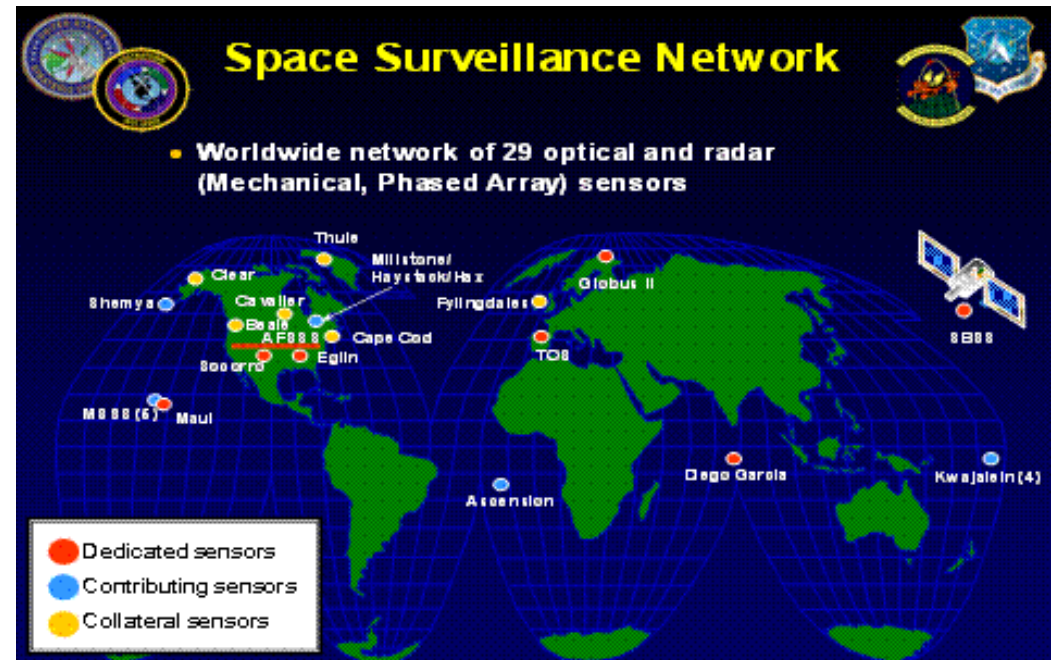 Space Surveillance Network
• Worldwide network of 29 optical and radar
(Mechanical, Phased Array) sensors
Thule
Millstone/
Haystack/Hax
Clear
Globus II
Shemya
Cavalier
Fylingdales
Beale
AFSSS
Cape Cod
SBSS
Socorro
Eglin
TOS
MSSS (6)
Maui
Diego Garcia
Kwajalein (4)
Ascension
Dedicated sensors
Contributing sensors
Collateral sensors